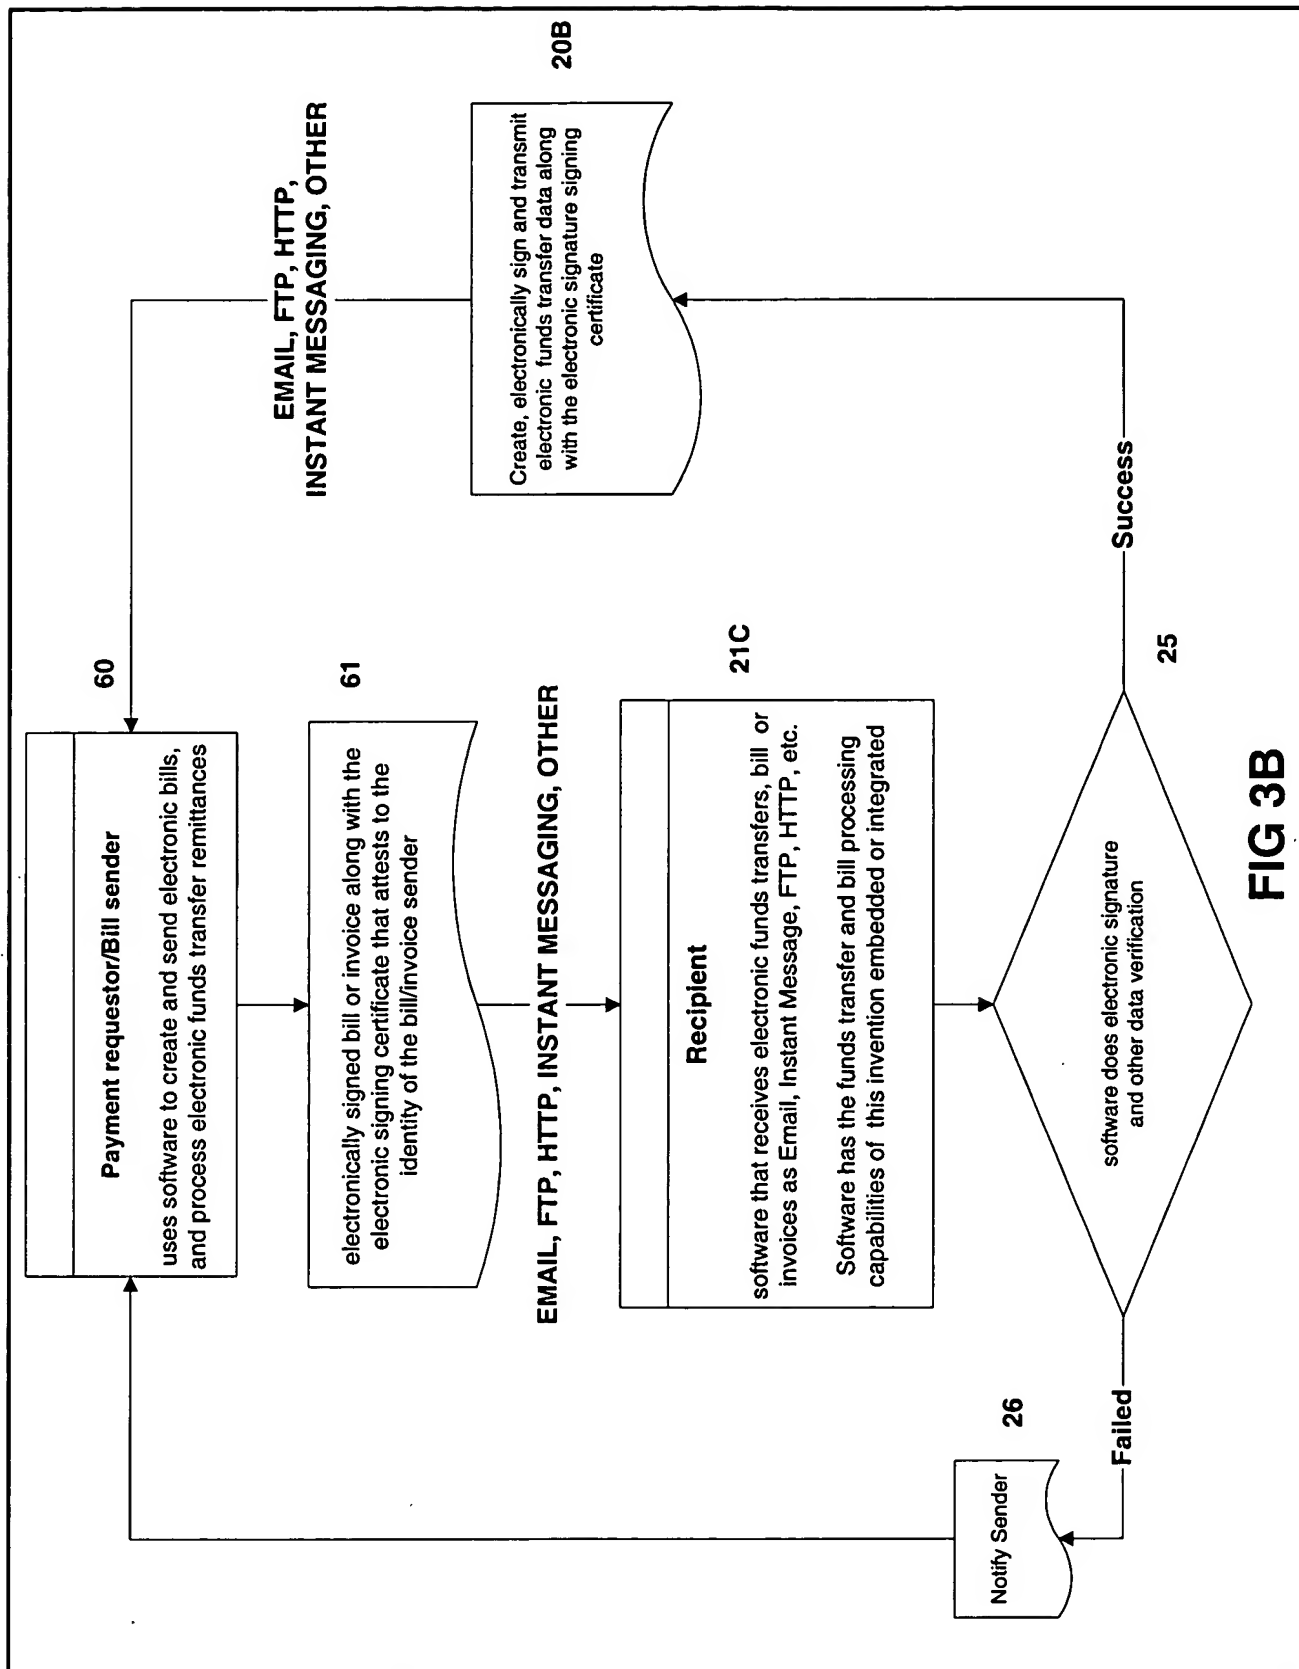 60
Payment requestor/Bill sender
uses software to create and send electronic bills,
and process electronic funds transfer remittances
61
electronically signed bill or invoice along with the
electronic signing certificate that attests to the
identity of the bill/invoice sender
EMAIL, FTP, HTTP, INSTANT MESSAGING, OTHER
21C
Recipient
software that receives electronic funds transfers, bill or
invoices as Email, Instant Message, FTP, HTTP, etc.
Software has the funds transfer and bill processing
capabilities of this invention embedded or integrated
25
software does electronic signature
and other data verification
Failed
26
Notify Sender
Success
20B
Create, electronically sign and transmit
electronic funds transfer data along
with the electronic signature signing
certificate
EMAIL, FTP, HTTP,
INSTANT MESSAGING, OTHER
FIG 3B